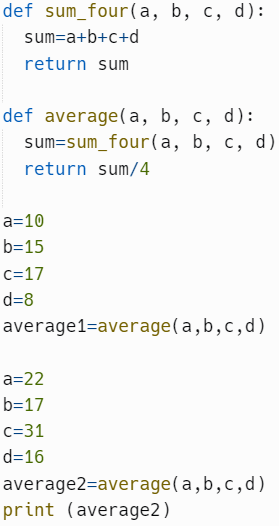 def sum_four(a, b, c, d):
  sum=a+b+c+d
  return sum

def average(a, b, c, d):
  sum=sum_four(a, b, c, d)
  return sum/4

a=10
b=15
c=17
d=8
average1=average(a,b,c,d)

a=22
b=17
c=31
d=16
average2=average(a,b,c,d)
print (average2)